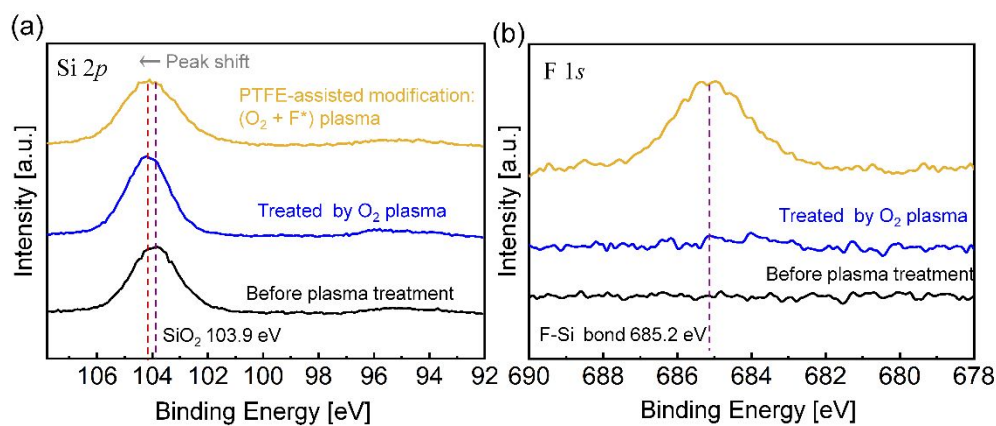 (a)
Si 2p
← Peak shift
PTFE-assisted modification:
(O₂ + F*) plasma
Treated by O₂ plasma
Before plasma treatment
SiO₂ 103.9 eV
Intensity [a.u.]
106 104 102 100 98 96 94 92
Binding Energy [eV]
(b)
F 1s
Treated by O₂ plasma
Before plasma treatment
F-Si bond 685.2 eV
Intensity [a.u.]
690 688 686 684 682 680 678
Binding Energy [eV]